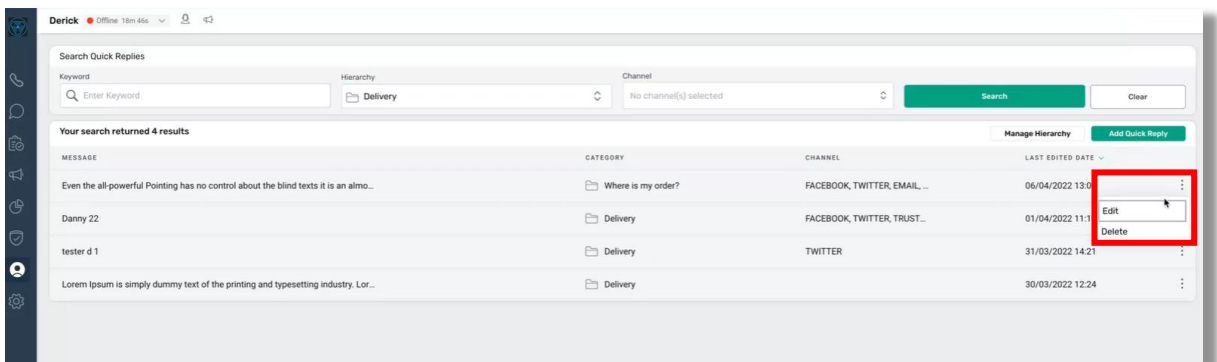 Derick Offline 18m 46s
Search Quick Replies
Keyword Hierarchy Channel
Enter Keyword Delivery No channel(s) selected Search Clear
Your search returned 4 results Manage Hierarchy Add Quick Reply
MESSAGE CATEGORY CHANNEL LAST EDITED DATE
Even the all-powerful Pointing has no control about the blind texts it is an almo... Where is my order? FACEBOOK, TWITTER, EMAIL, ... 06/04/2022 13:0
Edit
Danny 22 Delivery FACEBOOK, TWITTER, TRUST... 01/04/2022 11:1
Delete
tester d 1 Delivery TWITTER 31/03/2022 14:21
Lorem Ipsum is simply dummy text of the printing and typesetting industry. Lor... Delivery 30/03/2022 12:24